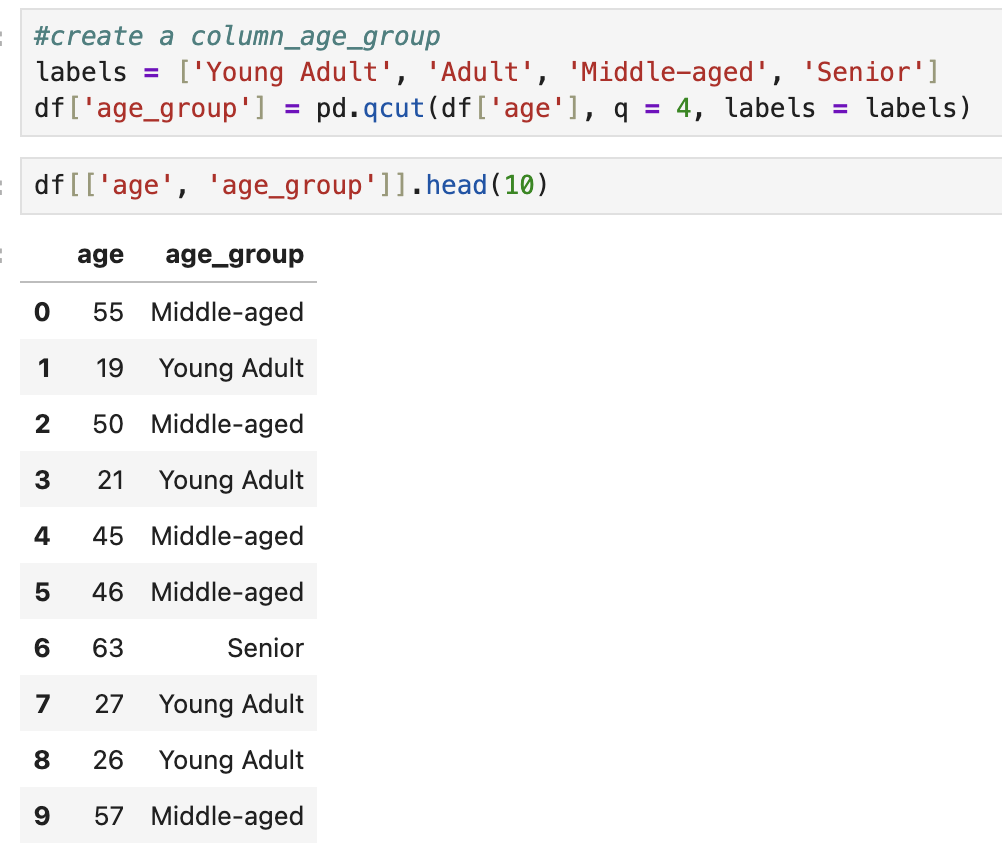 #create a column_age_group
labels = ['Young Adult', 'Adult', 'Middle-aged', 'Senior']
df['age_group'] = pd.qcut(df['age'], q = 4, labels = labels)
df[['age', 'age_group']].head(10)
age age_group
0 55 Middle-aged
1 19 Young Adult
2 50 Middle-aged
3 21 Young Adult
4 45 Middle-aged
5 46 Middle-aged
6 63 Senior
7 27 Young Adult
8 26 Young Adult
9 57 Middle-aged